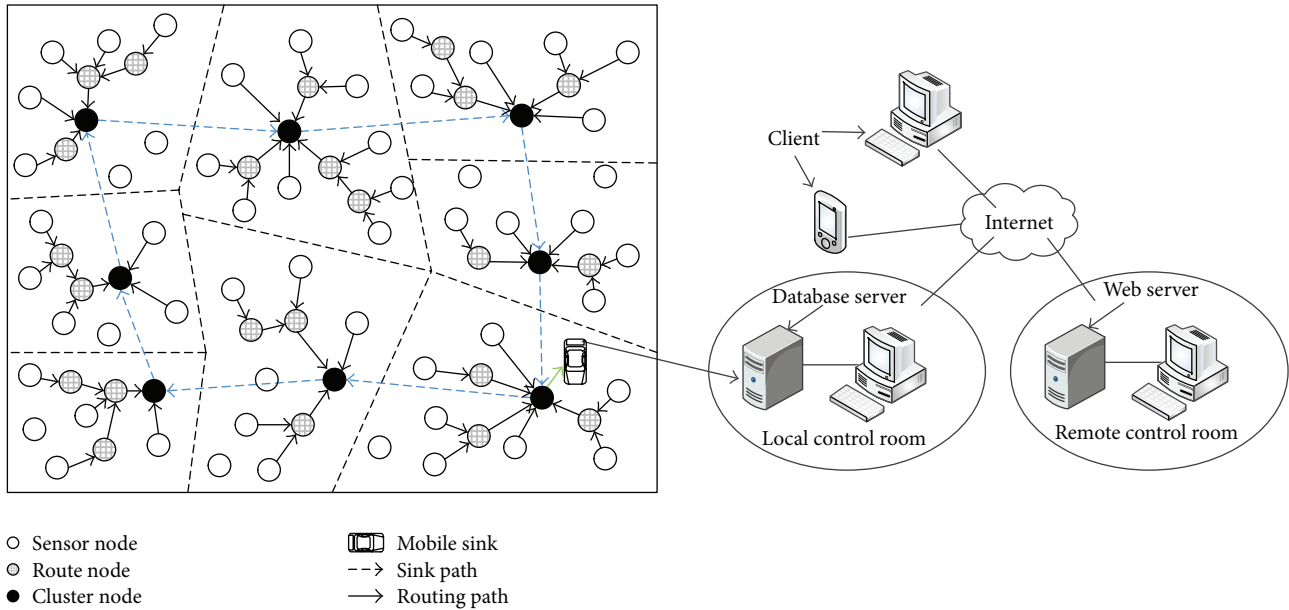 Client
Internet
Database server
Web server
Local control room
Remote control room
Sensor node
Route node
Cluster node
Mobile sink
Sink path
Routing path